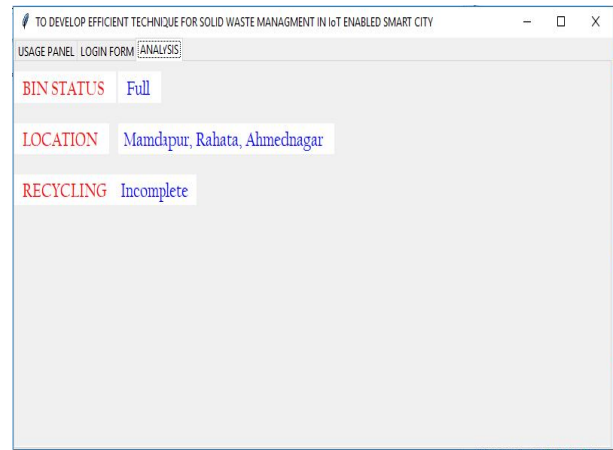 TO DEVELOP EFFICIENT TECHNIQUE FOR SOLID WASTE MANAGMENT IN IoT ENABLED SMART CITY
USAGE PANEL LOGIN FORM ANALYSIS
BIN STATUS Full
LOCATION Mamdapur, Rahata, Ahmednagar
RECYCLING Incomplete